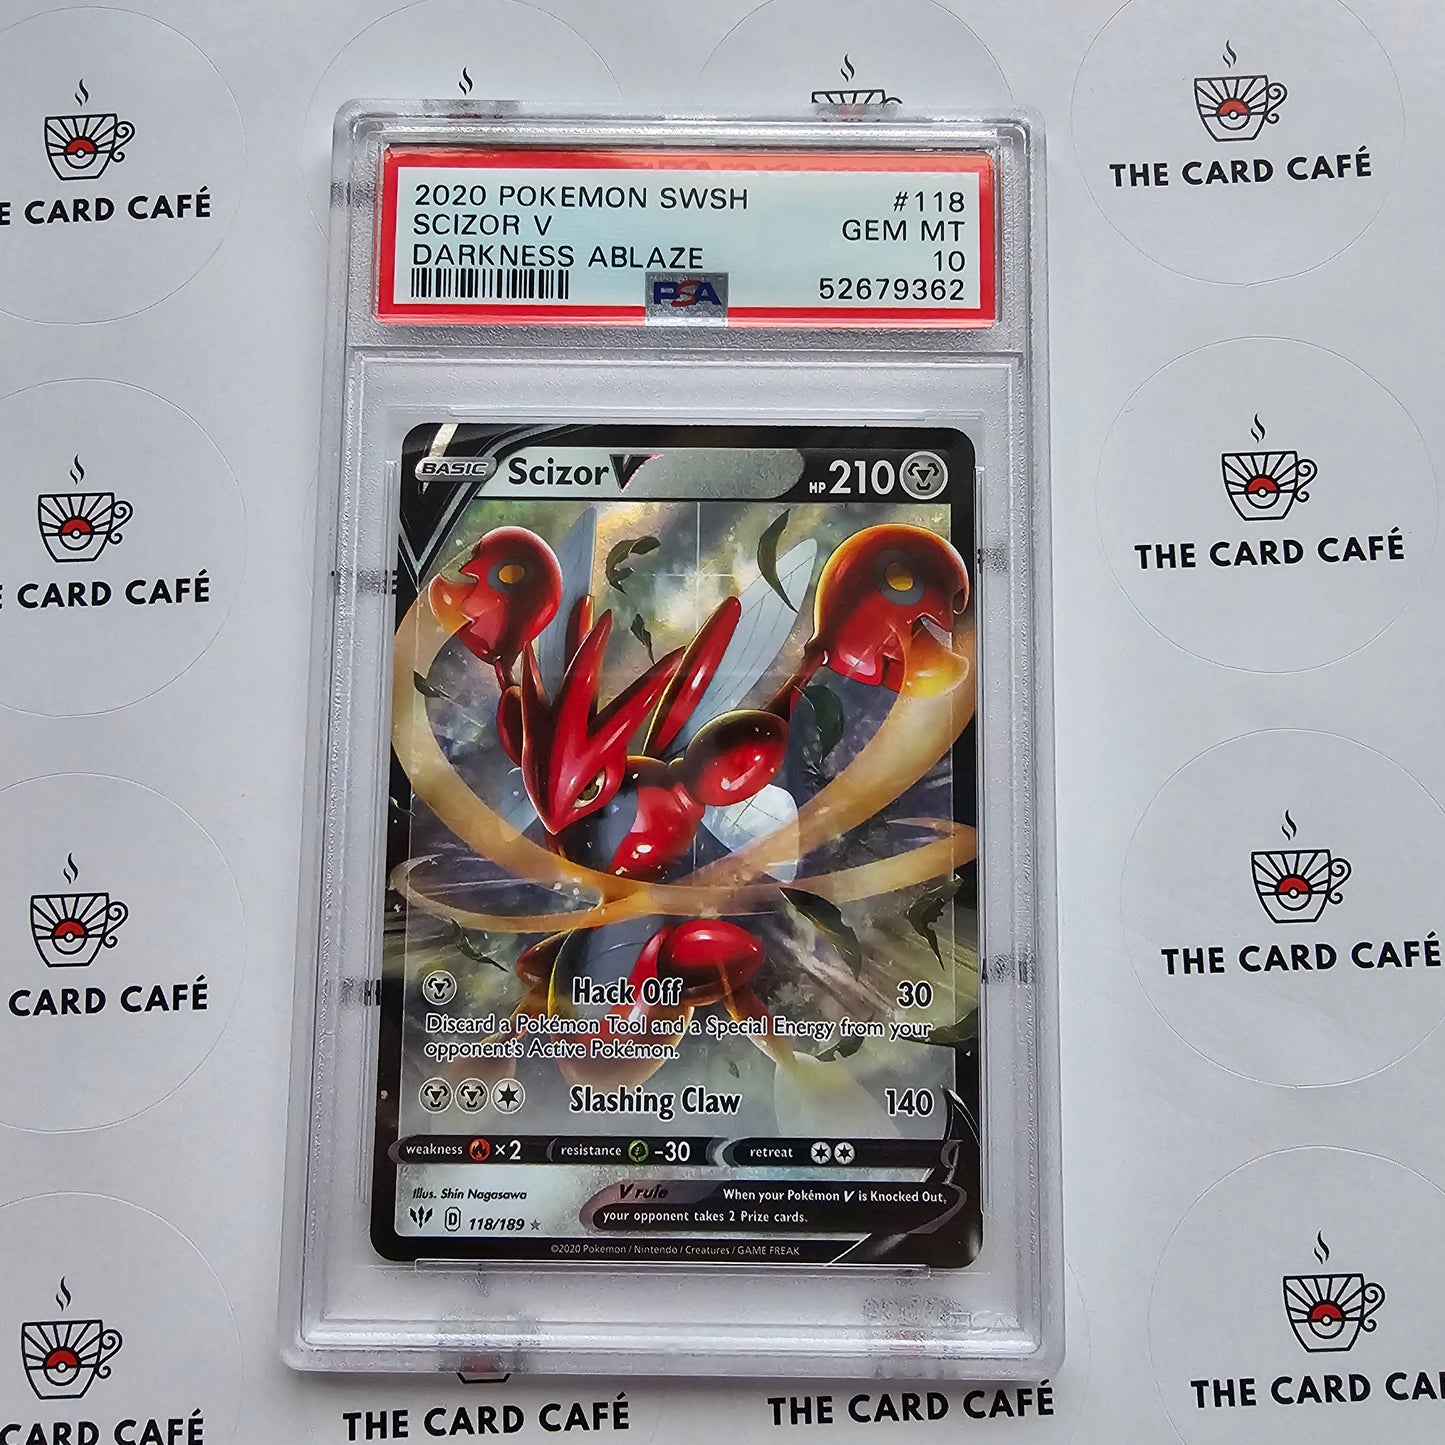 THE CARD CAFÉ
E CARD CAFÉ
2020 POKEMON SWSH #118
SCIZOR V GEM MT
DARKNESS ABLAZE 10
PSA 52679362
BASIC Scizor V HP 210
THE CARD CAFÉ
CARD CAFÉ
Hack Off 30
Discard a Pokémon Tool and a Special Energy from your
opponent's Active Pokémon.
THE CARD CAFÉ
CARD CAFÉ
Slashing Claw 140
weakness ×2 resistance -30 retreat
Illus. Shin Nagasawa
V rule When your Pokémon V is Knocked Out,
your opponent takes 2 Prize cards.
D 118/189
©2020 Pokémon / Nintendo / Creatures / GAME FREAK
THE CARD CAFÉ
THE CARD CAFÉ
THE CARD CA
CARD CAFÉ